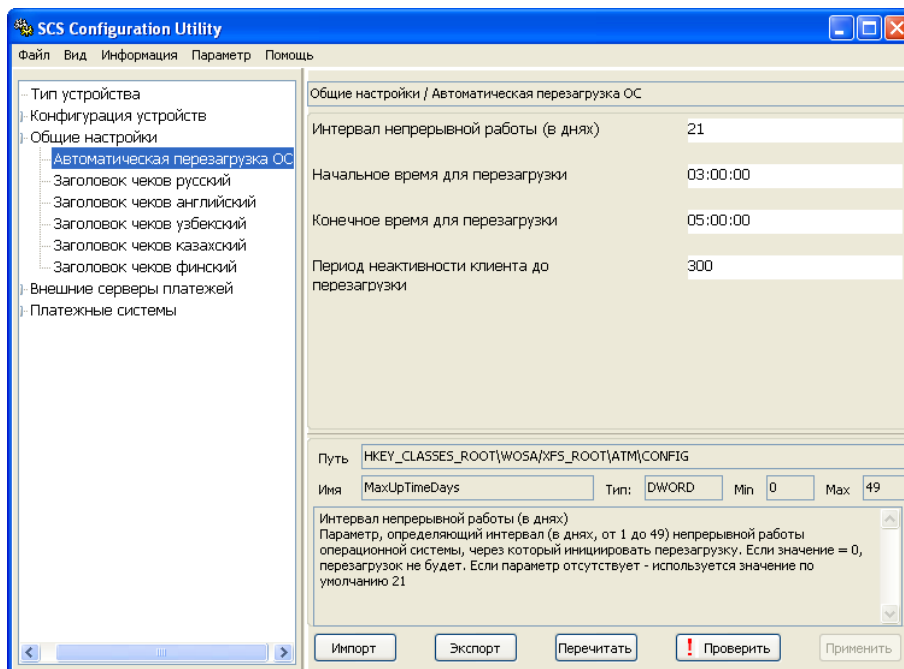 SCS Configuration Utility
Файл Вид Информация Параметр Помощь
Тип устройства
Конфигурация устройств
Общие настройки
Автоматическая перезагрузка ОС
Заголовок чеков русский
Заголовок чеков английский
Заголовок чеков узбекский
Заголовок чеков казахский
Заголовок чеков финский
Внешние серверы платежей
Платежные системы
Общие настройки / Автоматическая перезагрузка ОС
Интервал непрерывной работы (в днях) 21
Начальное время для перезагрузки 03:00:00
Конечное время для перезагрузки 05:00:00
Период неактивности клиента до 300
перезагрузки
Путь HKEY_CLASSES_ROOT\WOSA/XFS_ROOT\ATM\CONFIG
Имя MaxUpTimeDays Тип: DWORD Min 0 Max 49
Интервал непрерывной работы (в днях)
Параметр, определяющий интервал (в днях, от 1 до 49) непрерывной работы
операционной системы, через который инициировать перезагрузку. Если значение = 0,
перезагрузок не будет. Если параметр отсутствует - используется значение по
умолчанию 21
Импорт Экспорт Перечитать ! Проверить Применить